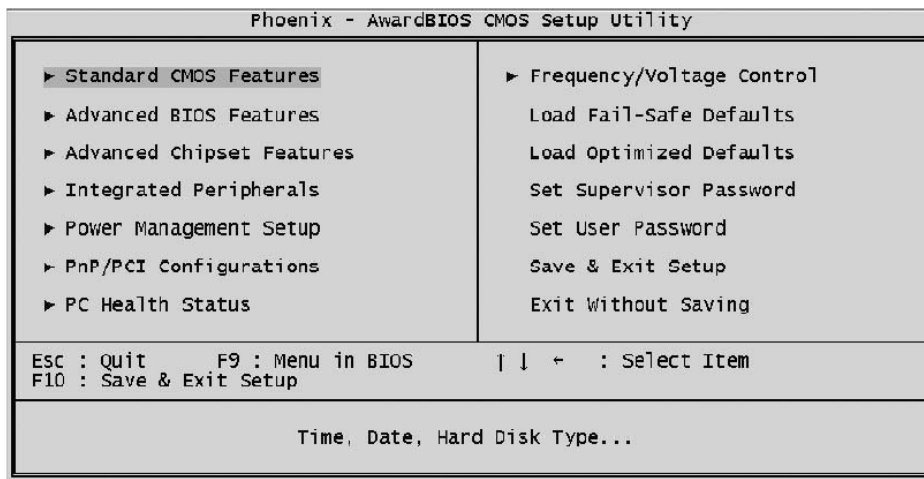 Phoenix - AwardBIOS CMOS Setup Utility
► Standard CMOS Features
► Advanced BIOS Features
► Advanced Chipset Features
► Integrated Peripherals
► Power Management Setup
► PnP/PCI Configurations
► PC Health Status
► Frequency/Voltage Control
Load Fail-Safe Defaults
Load Optimized Defaults
Set Supervisor Password
Set User Password
Save & Exit Setup
Exit Without Saving
Esc : Quit F9 : Menu in BIOS ↑ ↓ ← : Select Item
F10 : Save & Exit Setup
Time, Date, Hard Disk Type...